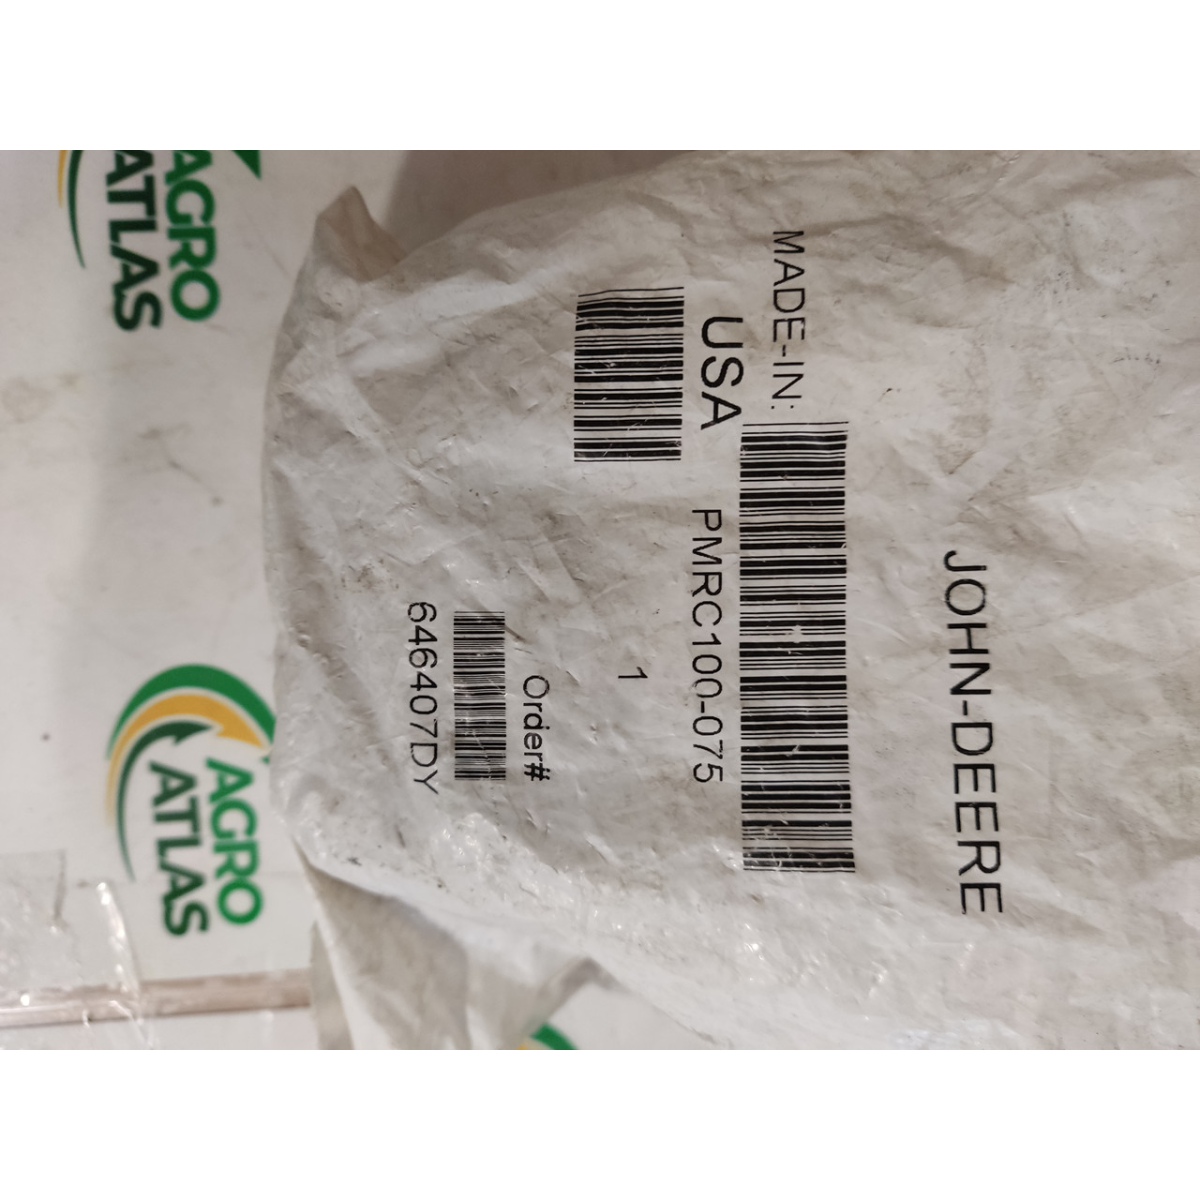 JOHN-DEERE
MADE-IN:
USA
PMRC100-075
1
Order#
646407DY
AGRO
ATLAS
AGRO
ATLAS